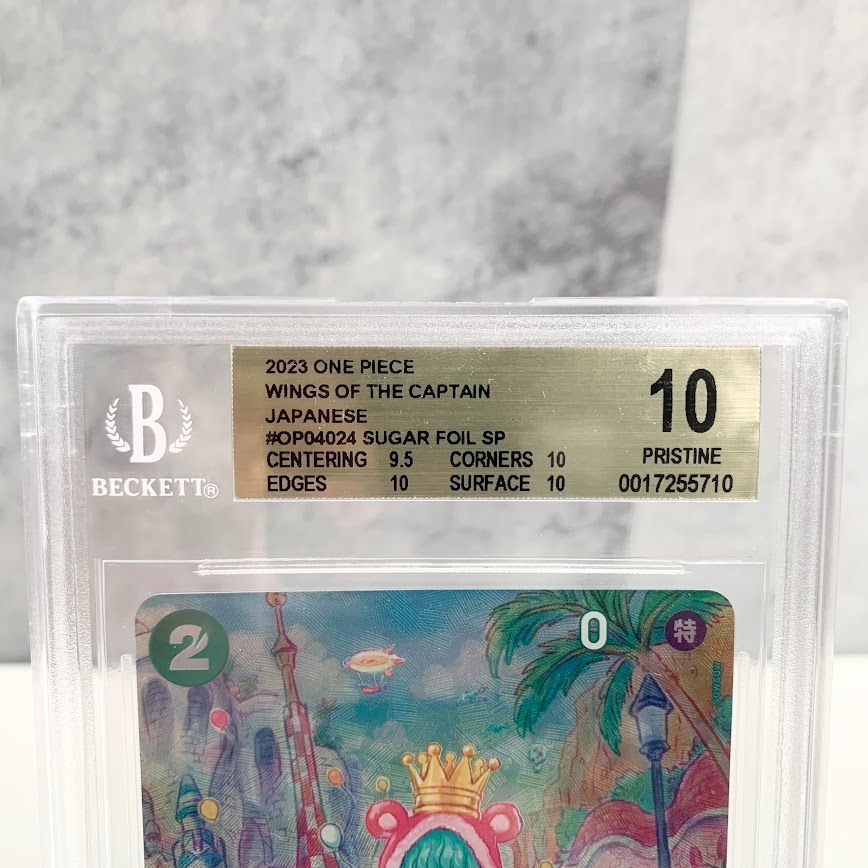 2023 ONE PIECE
WINGS OF THE CAPTAIN
JAPANESE
#OP04024 SUGAR FOIL SP
CENTERING 9.5 CORNERS 10
EDGES 10 SURFACE 10
10
PRISTINE
0017255710
B
BECKETT®
2
0
特